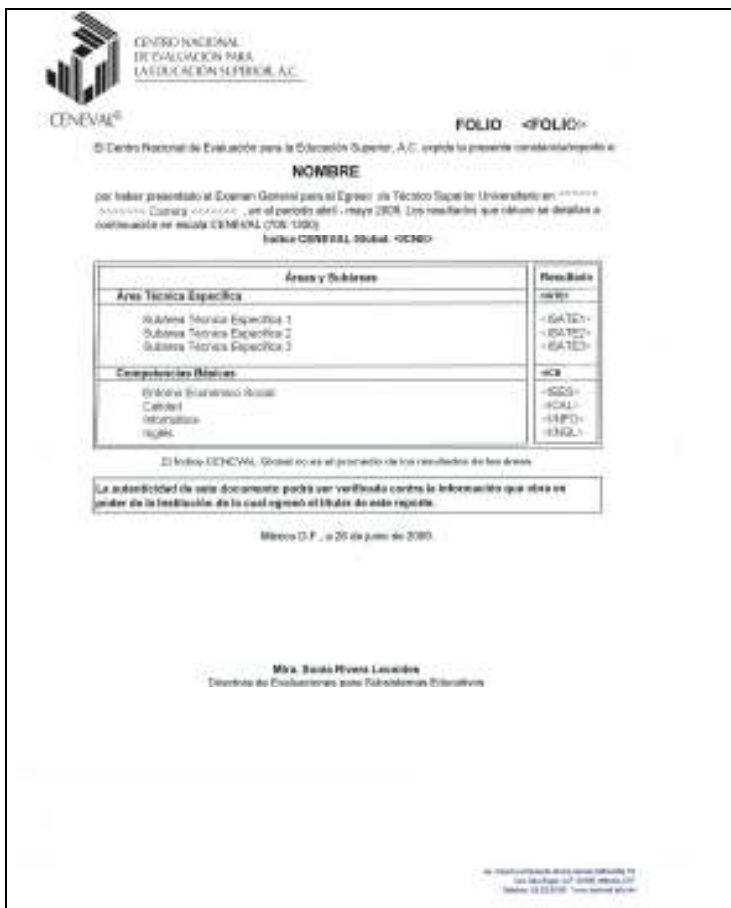 CENTRO NACIONAL
DE EVALUACIÓN PARA
LA EDUCACIÓN SUPERIOR, A.C.
CENEVAL®
FOLIO <FOLIO>
El Centro Nacional de Evaluación para la Educación Superior, A.C. expide la presente constancia/reporte a:
NOMBRE
por haber presentado el Examen General para el Egreso de Técnico Superior Universitario en
Carrera , en el periodo abril - mayo 2009. Los resultados que obtuvo se detallan a
continuación en escala CENEVAL (700-1300)
Índice CENEVAL Global: <ICNE>
Áreas y Subáreas Resultado
Área Técnica Específica
Subárea Técnica Específica 1 <ISATE1>
Subárea Técnica Específica 2 <ISATE2>
Subárea Técnica Específica 3 <ISATE3>
Competencias Básicas <ICB
Entorno Económico Social <IEES>
Calidad <ICAL>
Informática <IINFO>
Inglés <IINGL>
El Índice CENEVAL Global no es el promedio de los resultados de las áreas.
La autenticidad de este documento podrá ser verificada contra la información que obra en
poder de la Institución de la cual egresó el titular de este reporte.
México D.F., a 26 de junio de 2009.
Mtra. Sonia Rivera
Directora de Evaluaciones para Subsistemas Educativos